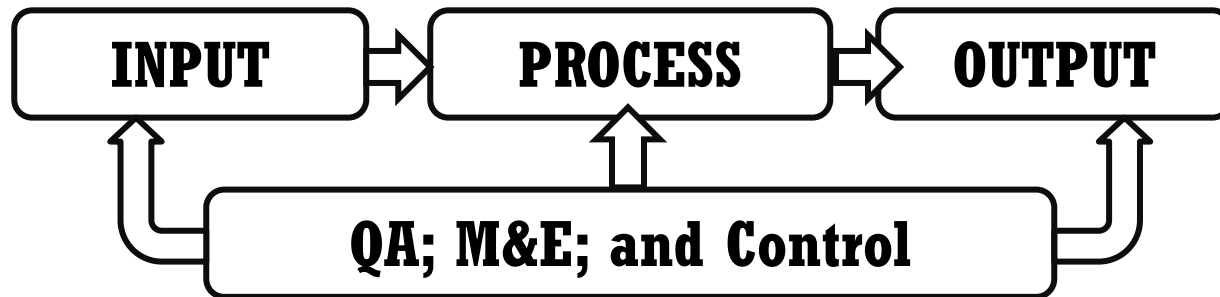 INPUT
PROCESS
OUTPUT
QA; M&E; and Control